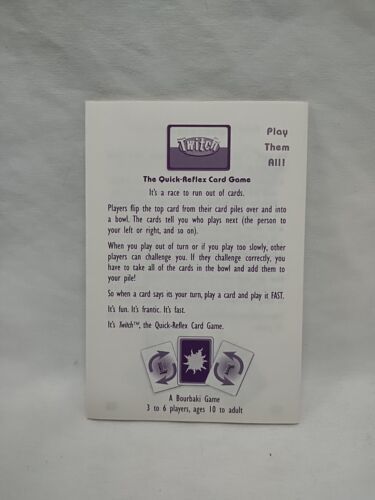 Twitch
Play
Them
All!
The Quick-Reflex Card Game
It's a race to run out of cards.
Players flip the top card from their card piles over and into
a bowl. The cards tell you who plays next (the person to
your left or right, and so on).
When you play out of turn or if you play too slowly, other
players can challenge you. If they challenge correctly, you
have to take all of the cards in the bowl and add them to
your pile!
So when a card says its your turn, play a card and play it FAST.
It's fun. It's frantic. It's fast.
It's Twitch™, the Quick-Reflex Card Game.
A Bourbaki Game
3 to 6 players, ages 10 to adult